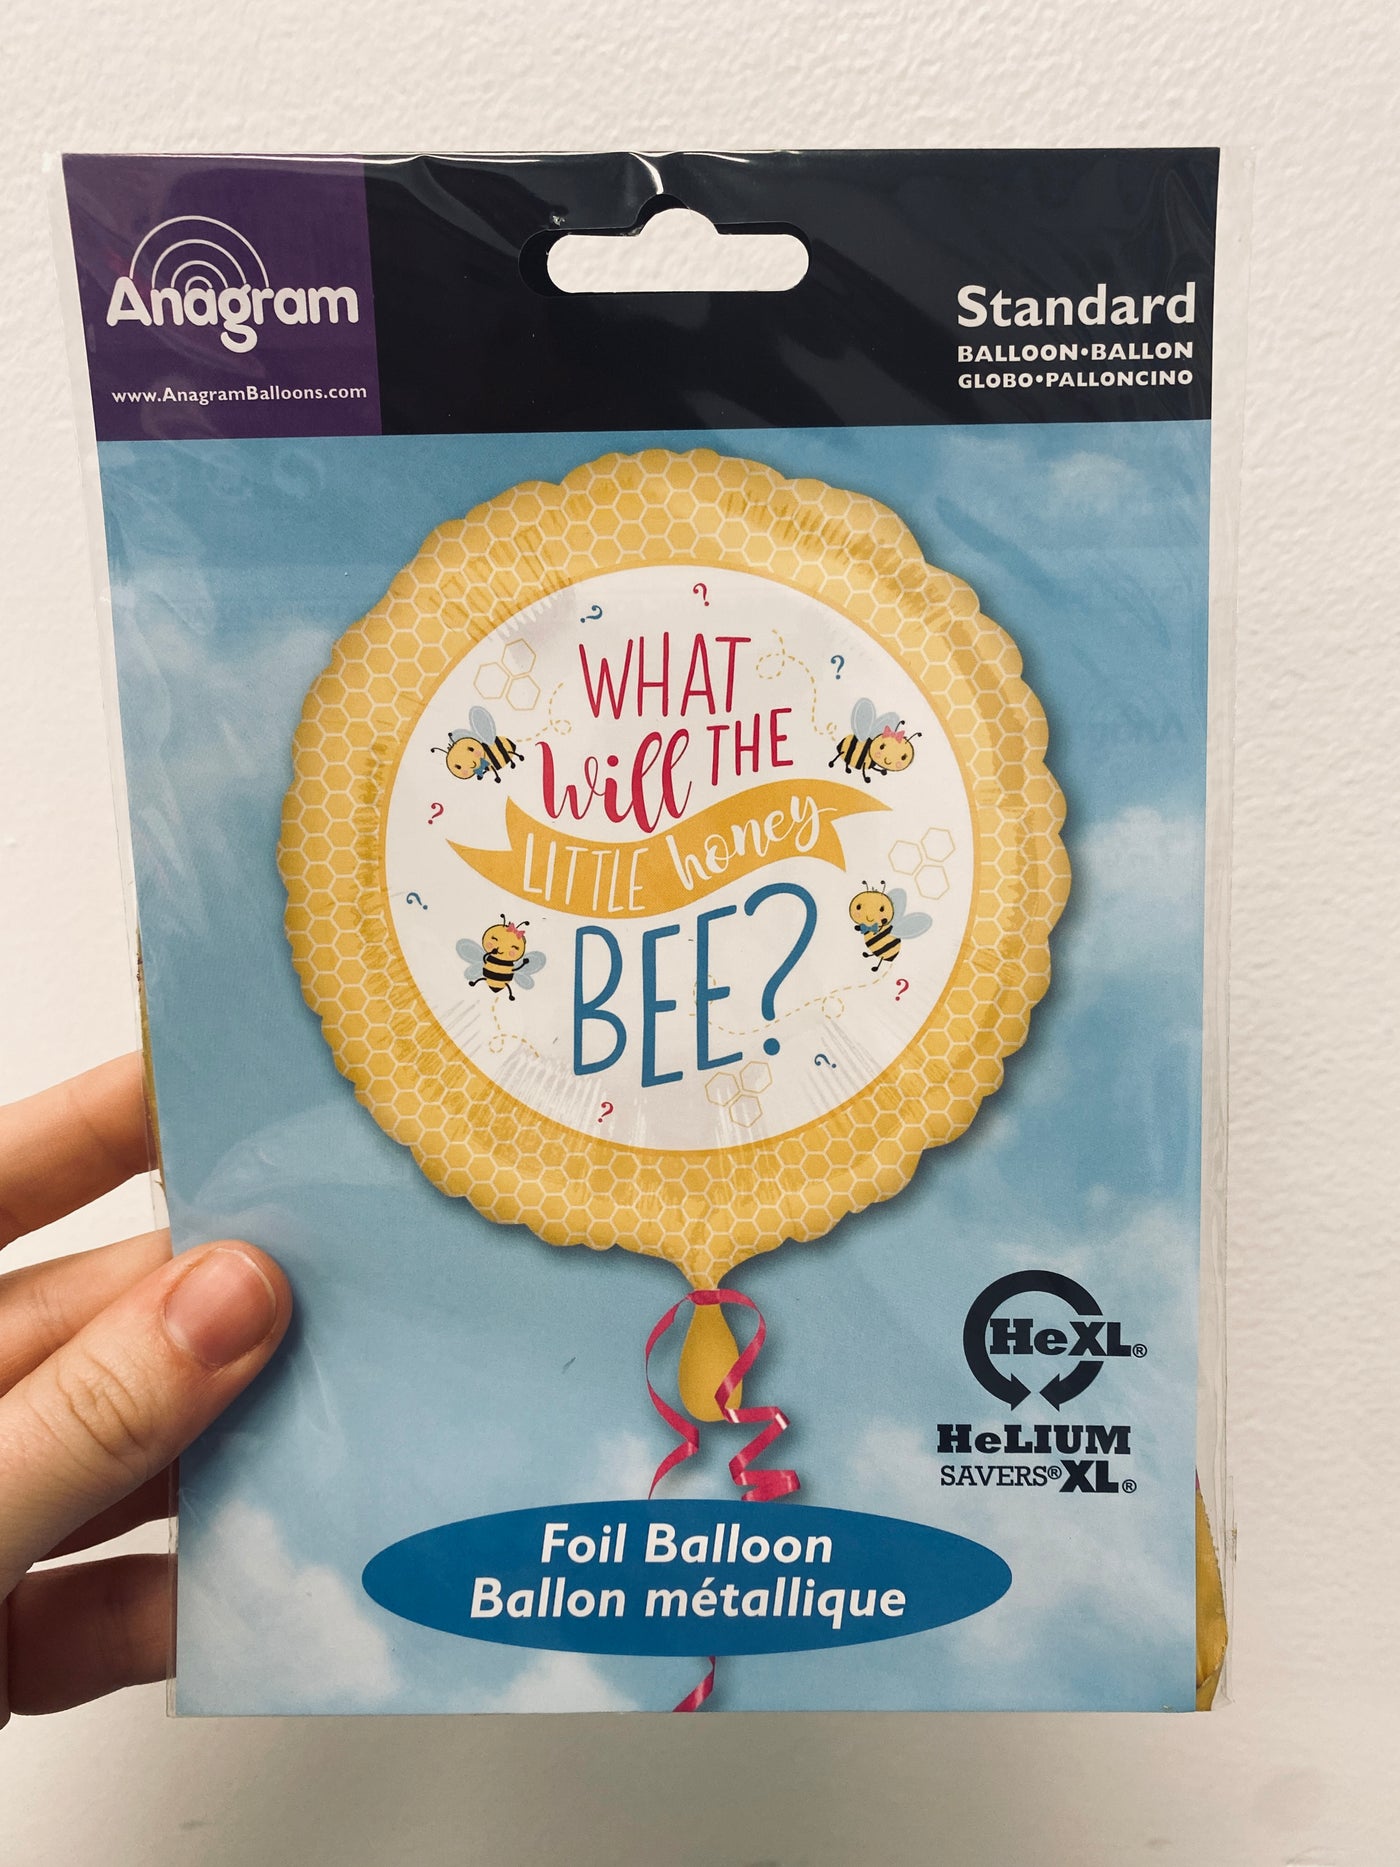 Anagram
www.AnagramBalloons.com
Standard
BALLOON•BALLON
GLOBO•PALLONCINO
? ? ?
WHAT
will THE
?
LITTLE honey
?
BEE?
?
?
?
HeXL®
HeLIUM
SAVERS® XL®
Foil Balloon
Ballon métallique